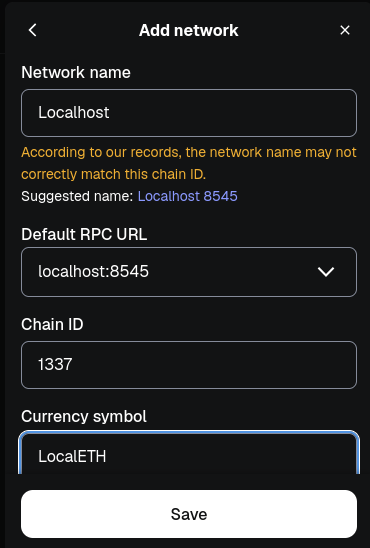 Add network
Network name
Localhost
According to our records, the network name may not
correctly match this chain ID.
Suggested name: Localhost 8545
Default RPC URL
localhost:8545
Chain ID
1337
Currency symbol
LocalETH
Save